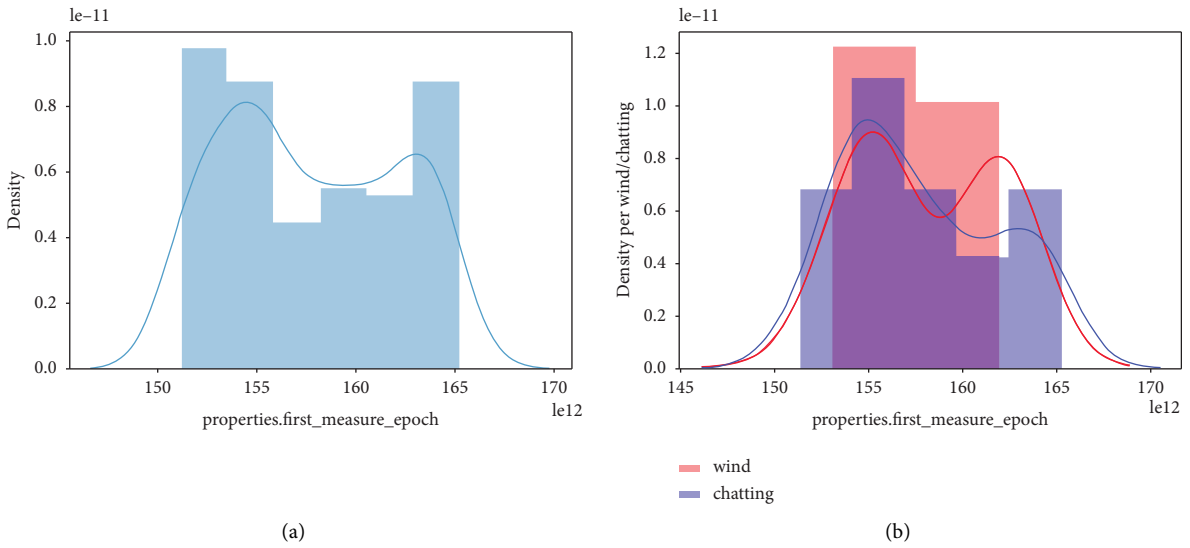 le–11
1.0
0.8
0.6
0.4
0.2
0.0
Density
150
155
160
165
170
le12
properties.first_measure_epoch
(a)
le–11
1.2
1.0
0.8
0.6
0.4
0.2
0.0
Density per wind/chatting
145
150
155
160
165
170
le12
properties.first_measure_epoch
wind
chatting
(b)